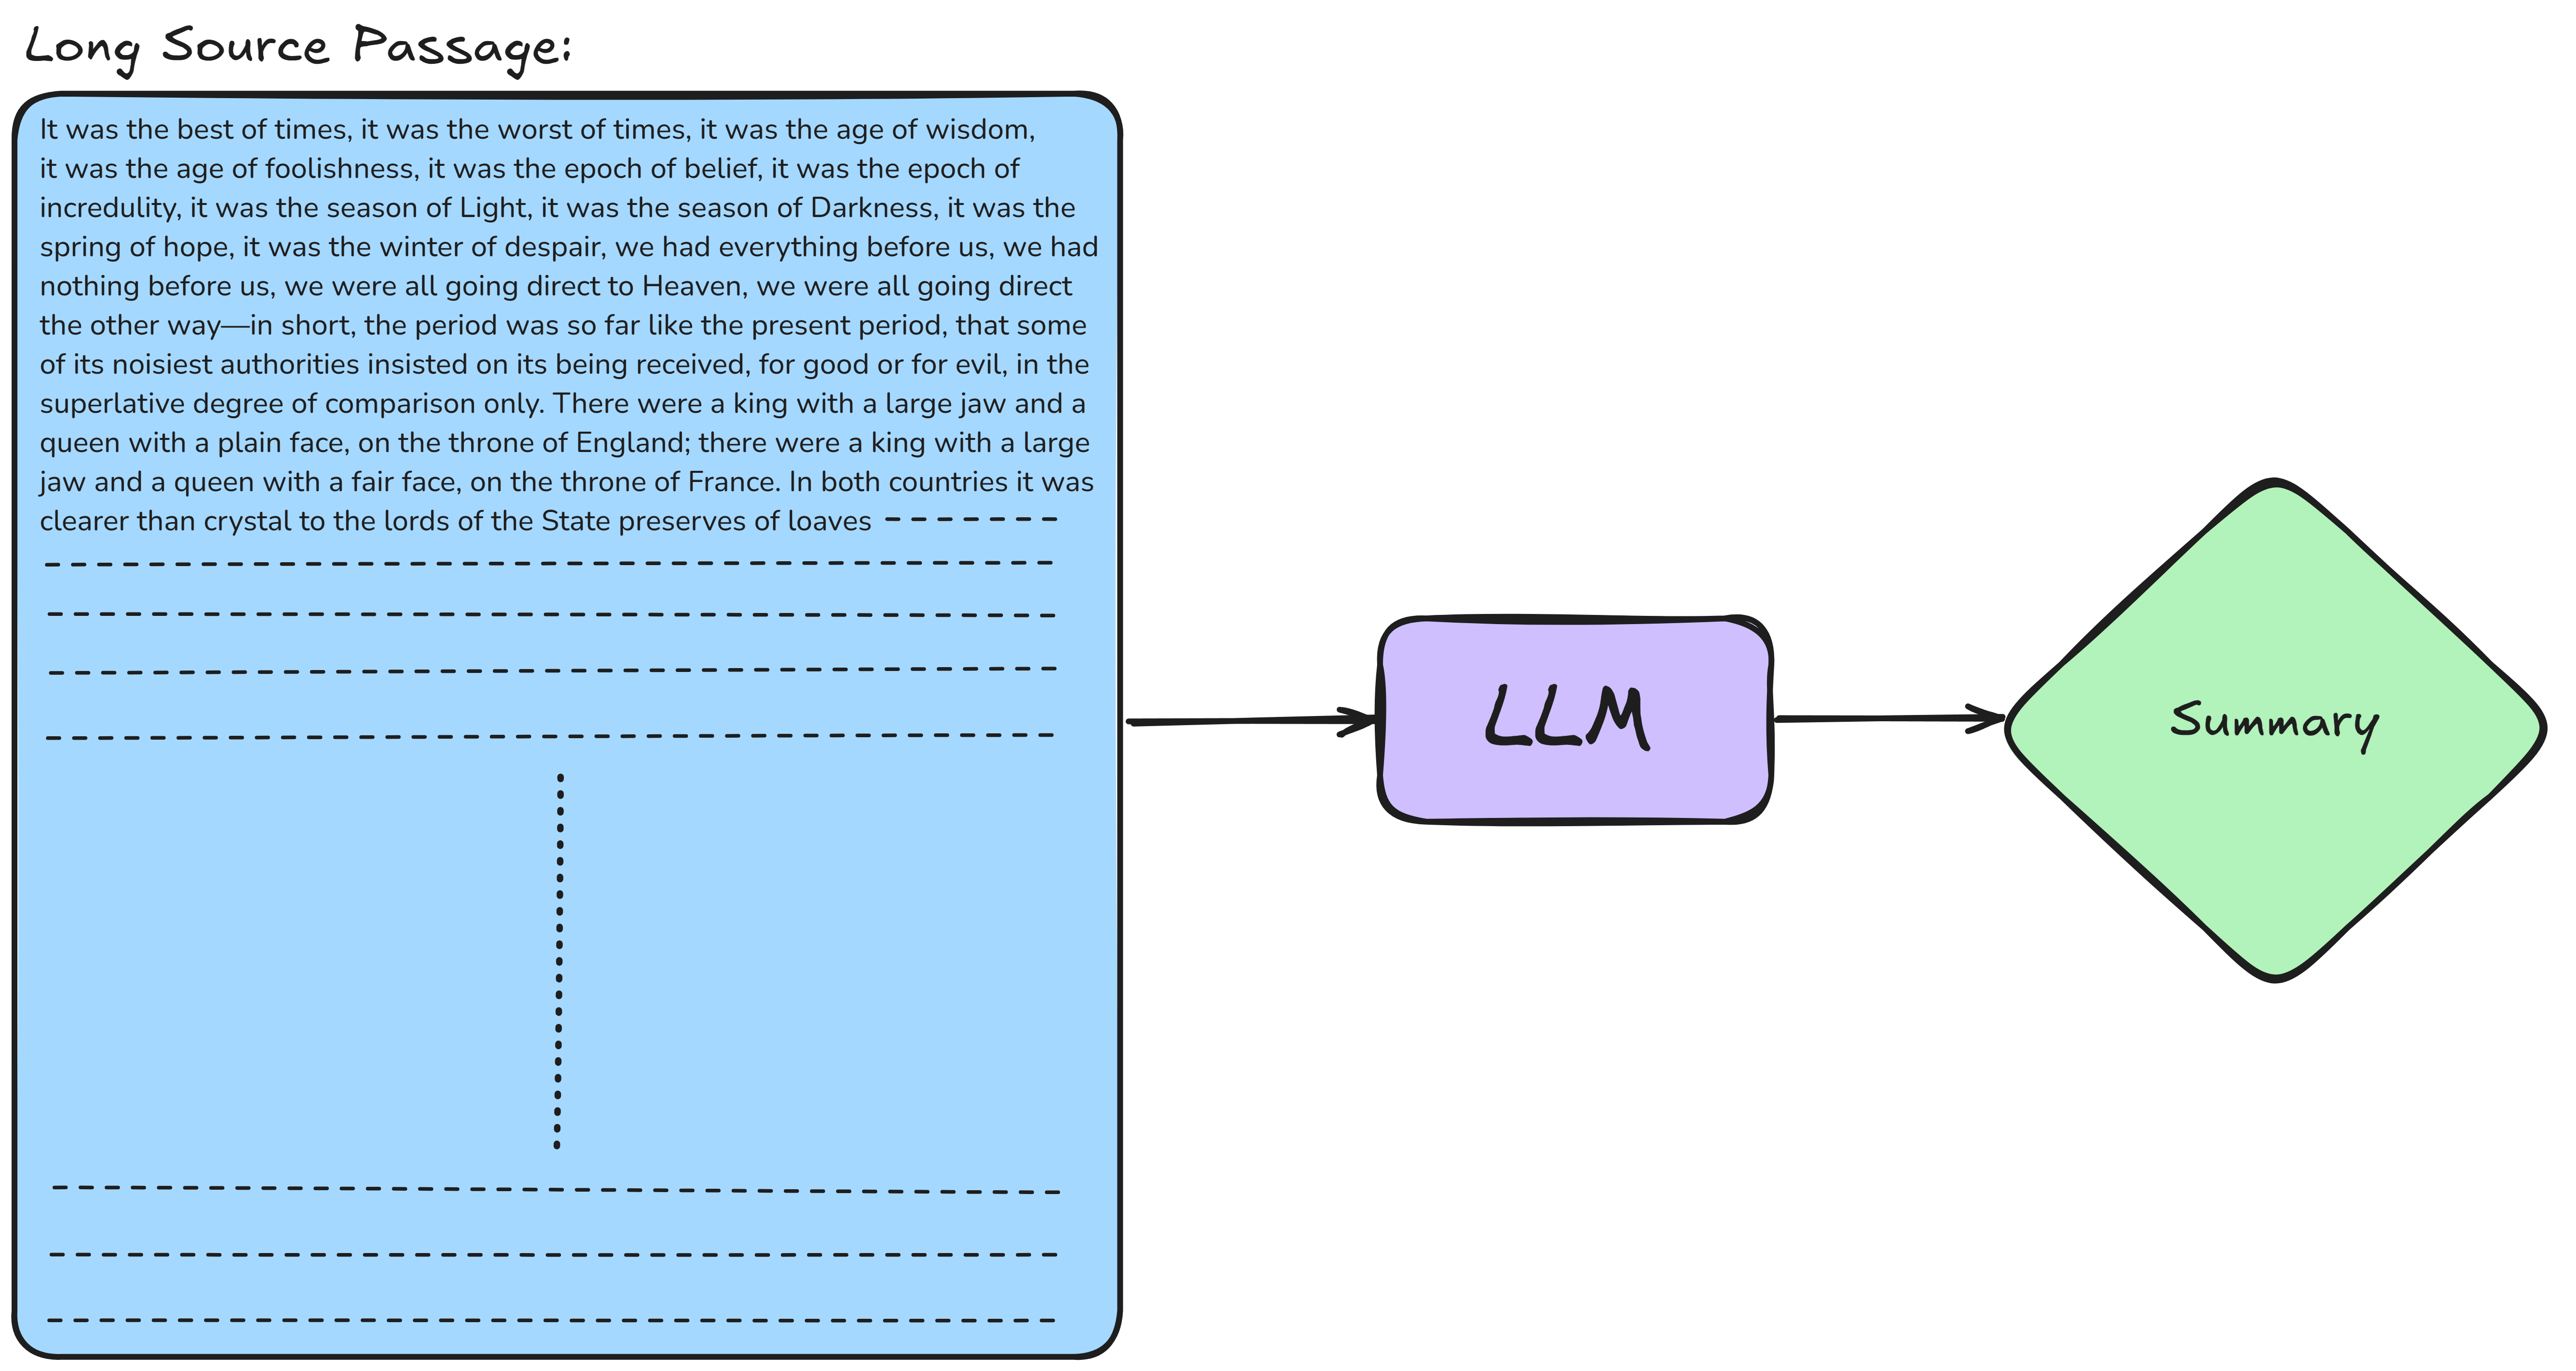 Long Source Passage:
It was the best of times, it was the worst of times, it was the age of wisdom,
it was the age of foolishness, it was the epoch of belief, it was the epoch of
incredulity, it was the season of Light, it was the season of Darkness, it was the
spring of hope, it was the winter of despair, we had everything before us, we had
nothing before us, we were all going direct to Heaven, we were all going direct
the other way—in short, the period was so far like the present period, that some
of its noisiest authorities insisted on its being received, for good or for evil, in the
superlative degree of comparison only. There were a king with a large jaw and a
queen with a plain face, on the throne of England; there were a king with a large
jaw and a queen with a fair face, on the throne of France. In both countries it was
clearer than crystal to the lords of the State preserves of loaves
LLM
Summary